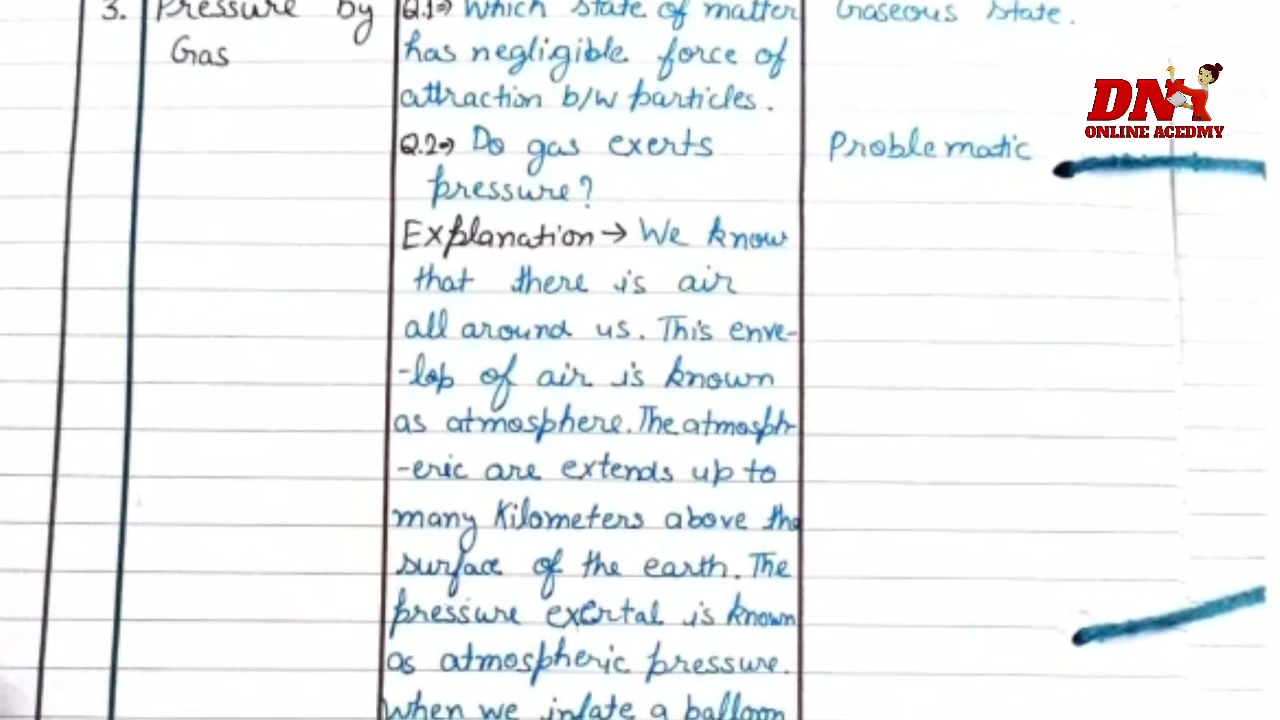 3. Pressure by
Gas
Q.1⇒ Which state of matter
has negligible force of
attraction b/w particles.
Gaseous state.
Q.2⇒ Do gas exerts
pressure?
Problematic
Explanation → We know
that there is air
all around us. This enve-
-lop of air is known
as atmosphere. The atmosph-
-eric are extends up to
many Kilometers above the
surface of the earth. The
pressure exertal is known
as atmospheric pressure.
When we inflate a balloon
DNY
ONLINE ACEDMY